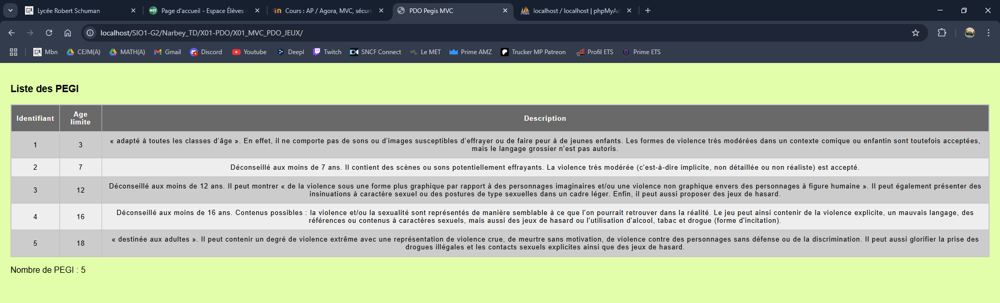 Lycée Robert Schuman
NOT
Page d'accueil - Espace Élèves -
Cours : AP / Agora, MVC, sécuri
PDO Pegis MVC
localhost / localhost | phpMyAd
localhost/SIO1-G2/Narbey_TD/X01-PDO/X01_MVC_PDO_JEUX/
Mbn
CEJM(A)
MATH(A)
Gmail
Discord
Youtube
Deepl
Twitch
SNCF Connect
Le MET
Prime AMZ
Trucker MP Patreon
Profil ETS
Prime ETS
Liste des PEGI
Identifiant
Age
limite
Description
1
3
« adapté à toutes les classes d'âge ». En effet, il ne comporte pas de sons ou d'images susceptibles d'effrayer ou de faire peur à de jeunes enfants. Les formes de violence très modérées dans un contexte comique ou enfantin sont toutefois acceptées,
mais le langage grossier n'est pas autoris.
2
7
Déconseillé aux moins de 7 ans. Il contient des scènes ou sons potentiellement effrayants. La violence très modérée (c'est-à-dire implicite, non détaillée ou non réaliste) est accepté.
3
12
Déconseillé aux moins de 12 ans. Il peut montrer « de la violence sous une forme plus graphique par rapport à des personnages imaginaires et/ou une violence non graphique envers des personnages à figure humaine ». Il peut également présenter des
insinuations à caractère sexuel ou des postures de type sexuelles dans un cadre léger. Enfin, il peut aussi proposer des jeux de hasard.
4
16
Déconseillé aux moins de 16 ans. Contenus possibles : la violence et/ou la sexualité sont représentés de manière semblable à ce que l'on pourrait retrouver dans la réalité. Le jeu peut ainsi contenir de la violence explicite, un mauvais langage, des
références ou contenus à caractères sexuels, mais aussi des jeux de hasard ou l'utilisation d'alcool, tabac et drogue (forme d'incitation).
5
18
« destinée aux adultes ». Il peut contenir un degré de violence extrême avec une représentation de violence crue, de meurtre sans motivation, de violence contre des personnages sans défense ou de la discrimination. Il peut aussi glorifier la prise des
drogues illégales et les contacts sexuels explicites ainsi que des jeux de hasard.
Nombre de PEGI : 5